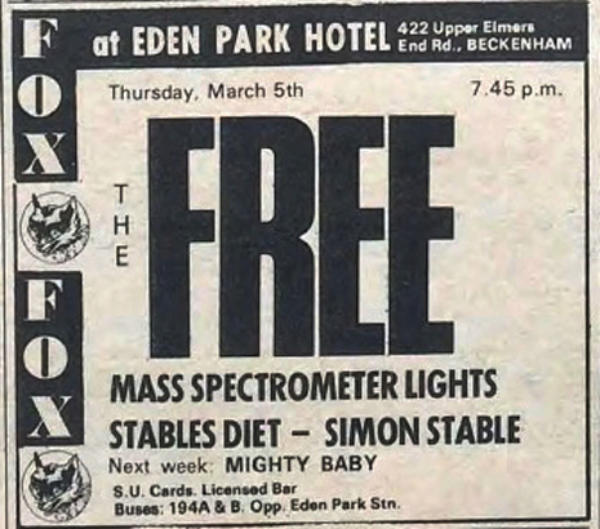 FOX
FOX
at EDEN PARK HOTEL 422 Upper Elmers
End Rd., BECKENHAM
Thursday, March 5th 7.45 p.m.
THE
FREE
MASS SPECTROMETER LIGHTS
STABLES DIET – SIMON STABLE
Next week: MIGHTY BABY
S.U. Cards. Licensed Bar
Buses: 194A & B. Opp. Eden Park Stn.